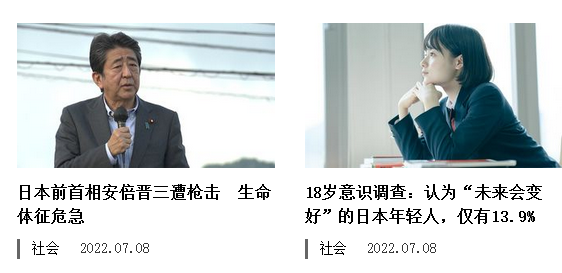 日本前首相安倍晋三遭枪击　生命
体征危急
社会 2022.07.08
18岁意识调查：认为“未来会变
好”的日本年轻人，仅有13.9%
社会 2022.07.08